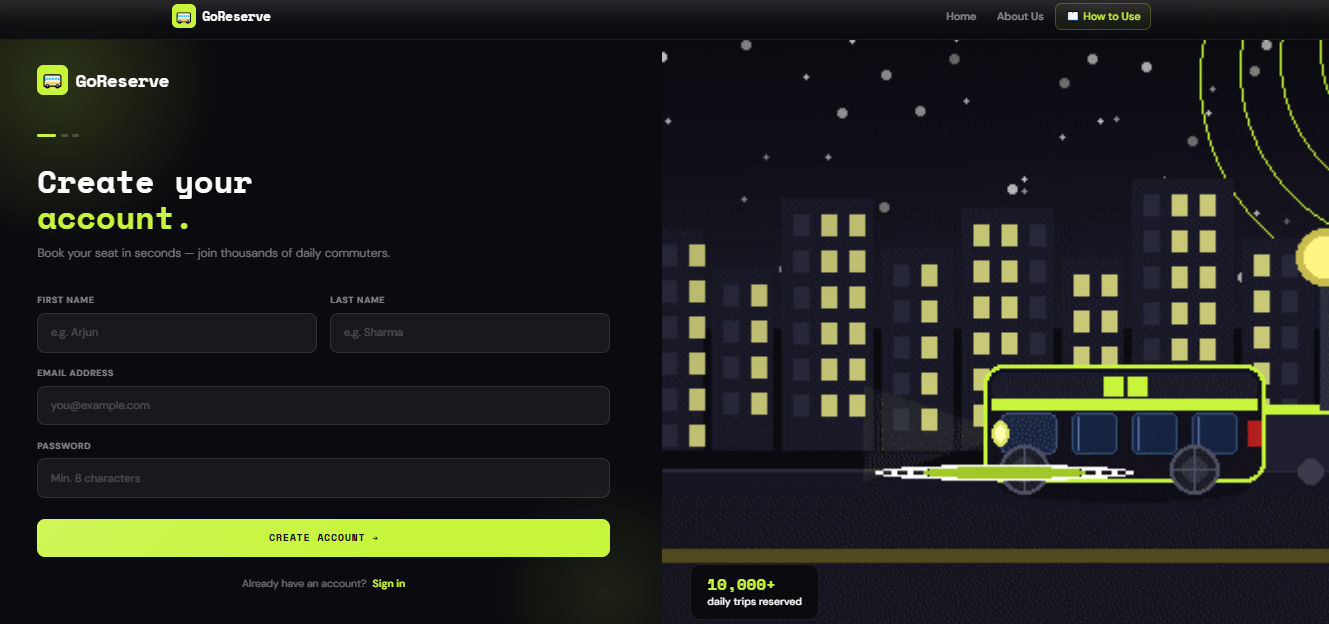 GoReserve
Home
About Us
How to Use
GoReserve
Create your
account.
Book your seat in seconds — join thousands of daily commuters.
FIRST NAME
LAST NAME
e.g. Arjun
e.g. Sharma
EMAIL ADDRESS
you@example.com
PASSWORD
Min. 8 characters
CREATE ACCOUNT →
Already have an account? Sign in
10,000+
daily trips reserved